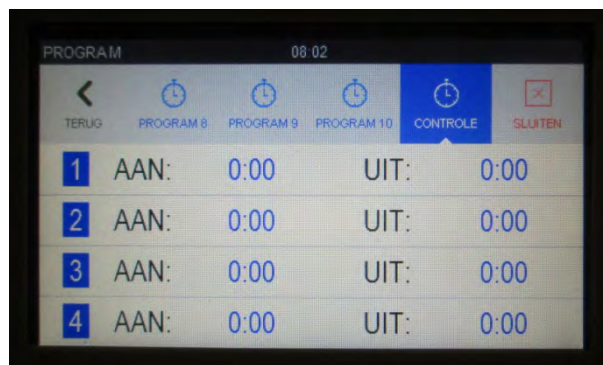 PROGRAM 08:02
TERUG PROGRAM 8 PROGRAM 9 PROGRAM 10 CONTROLE SLUITEN
1 AAN: 0:00 UIT: 0:00
2 AAN: 0:00 UIT: 0:00
3 AAN: 0:00 UIT: 0:00
4 AAN: 0:00 UIT: 0:00